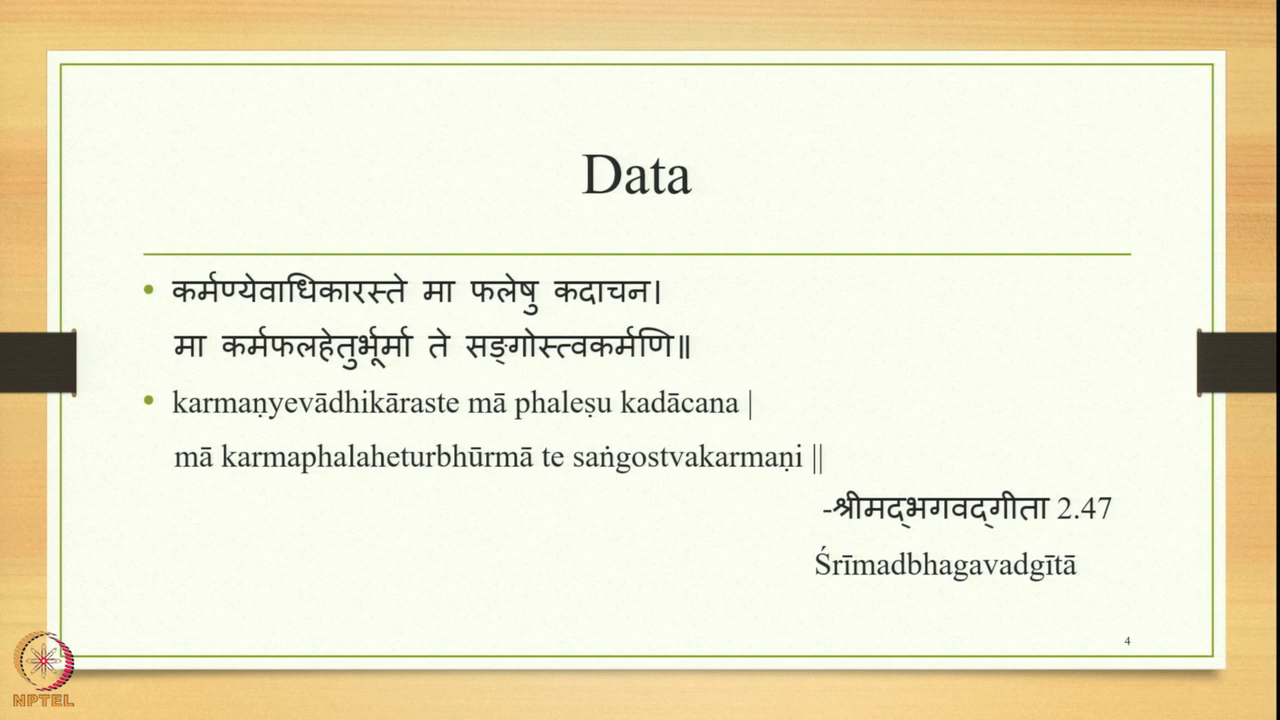 Data
• कर्मण्येवाधिकारस्ते मा फलेषु कदाचन।
मा कर्मफलहेतुर्भूर्मा ते सङ्गोस्त्वकर्मणि॥
• karmaṇyevādhikāraste mā phaleṣu kadācana |
mā karmaphalaheturbhūrmā te saṅgostvakarmaṇi ||
-श्रीमद्भगवद्गीता 2.47
Śrīmadbhagavadgītā
4
NPTEL